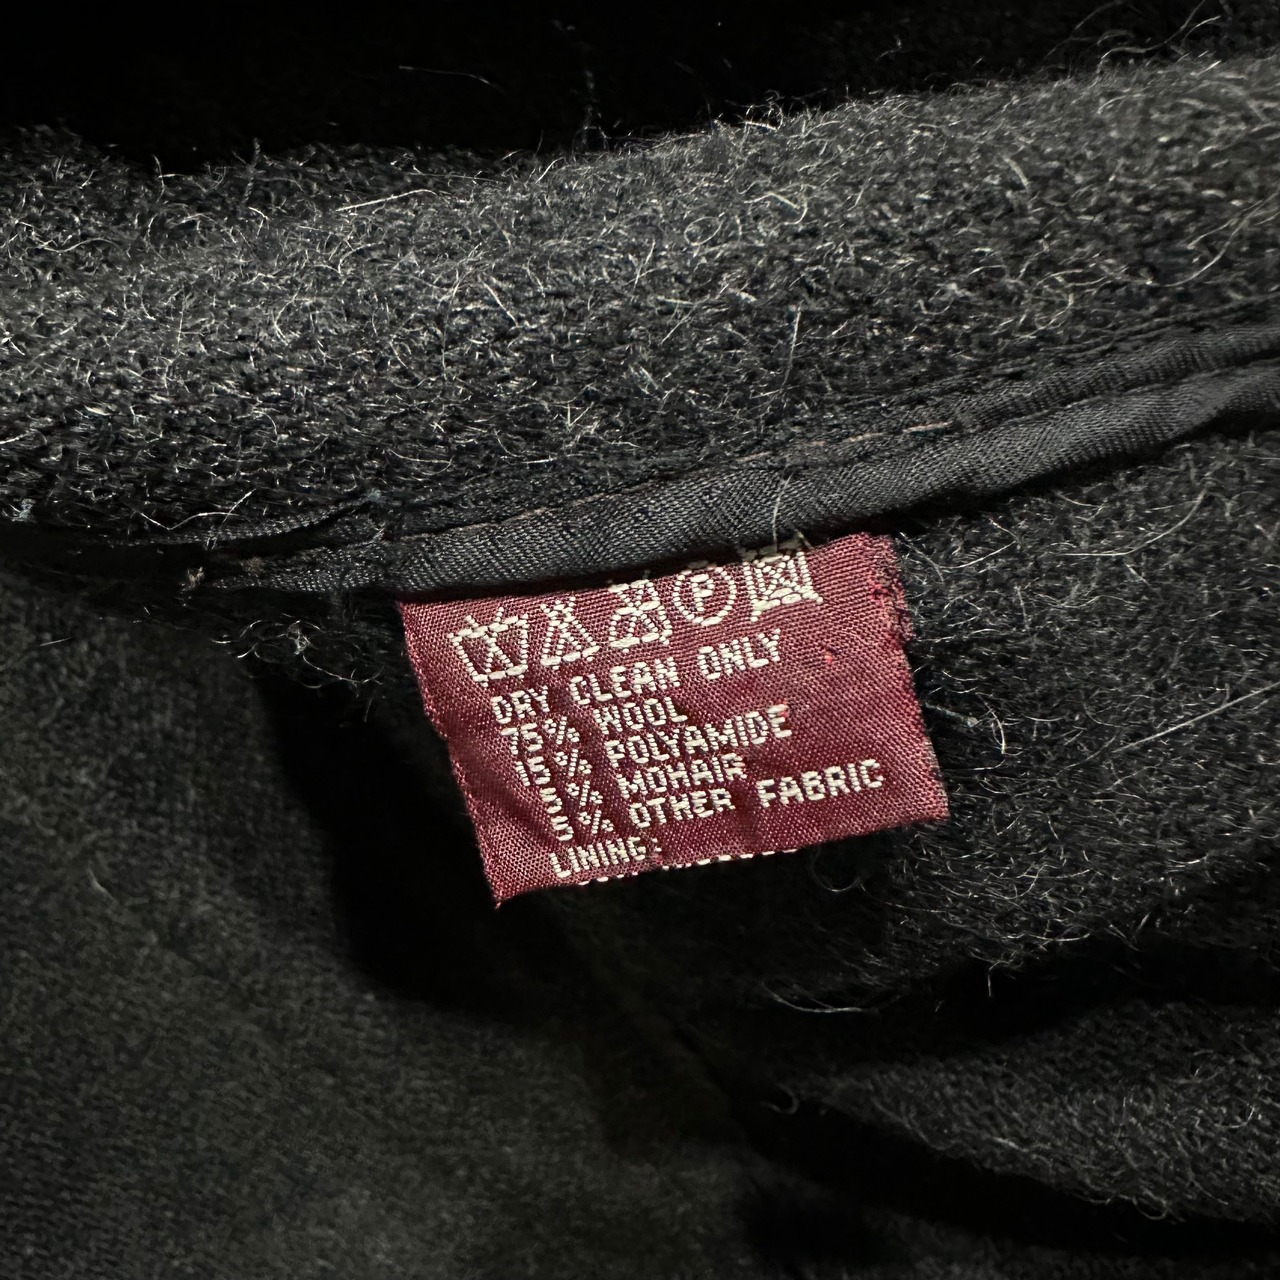 F
DRY CLEAN ONLY
75% WOOL
15% POLYAMIDE
5% MOHAIR
5% OTHER FABRIC
LINING: